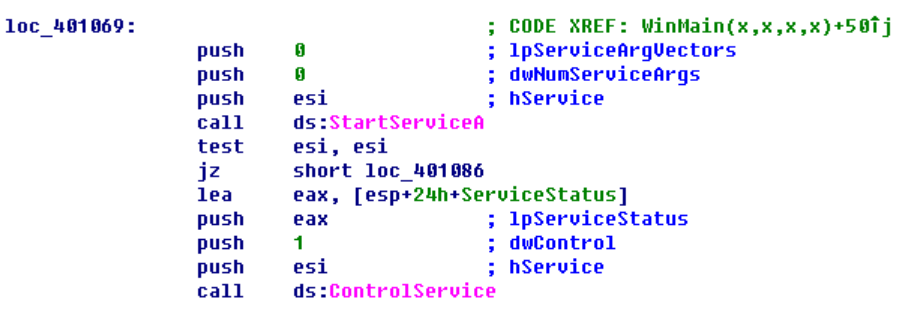 loc_401069: ; CODE XREF: WinMain(x,x,x,x)+50↑j
push 0 ; lpServiceArgVectors
push 0 ; dwNumServiceArgs
push esi ; hService
call ds:StartServiceA
test esi, esi
jz short loc_401086
lea eax, [esp+24h+ServiceStatus]
push eax ; lpServiceStatus
push 1 ; dwControl
push esi ; hService
call ds:ControlService